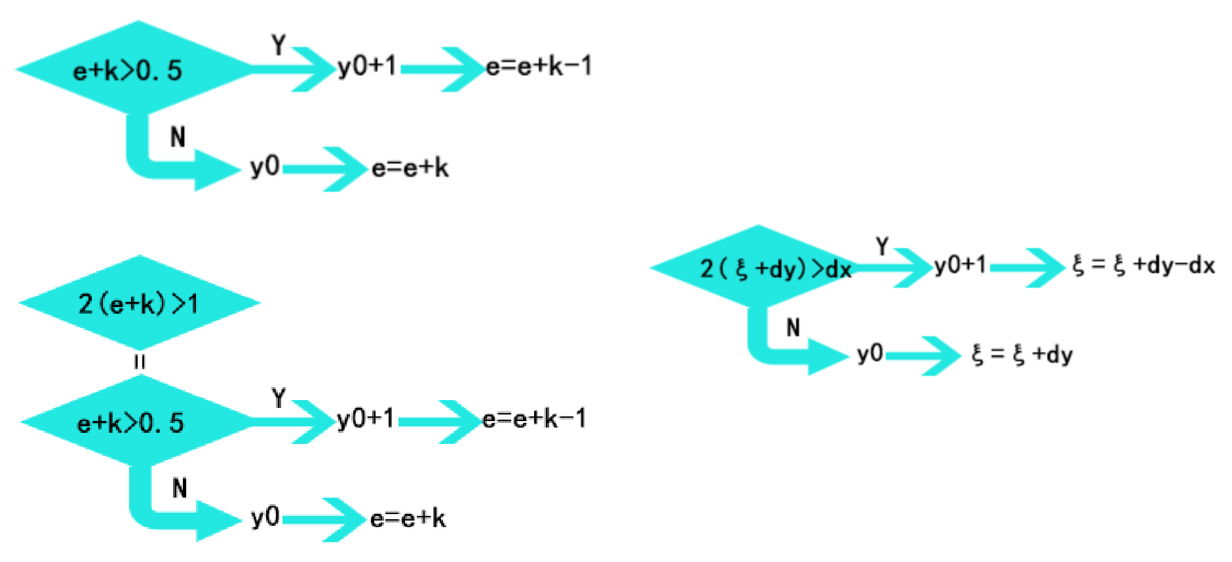 Y
e+k>0.5 y0+1 e=e+k-1
N
y0 e=e+k
2(e+k)>1
=
Y
e+k>0.5 y0+1 e=e+k-1
N
y0 e=e+k
Y
2(ξ+dy)>dx y0+1 ξ=ξ+dy-dx
N
y0 ξ=ξ+dy